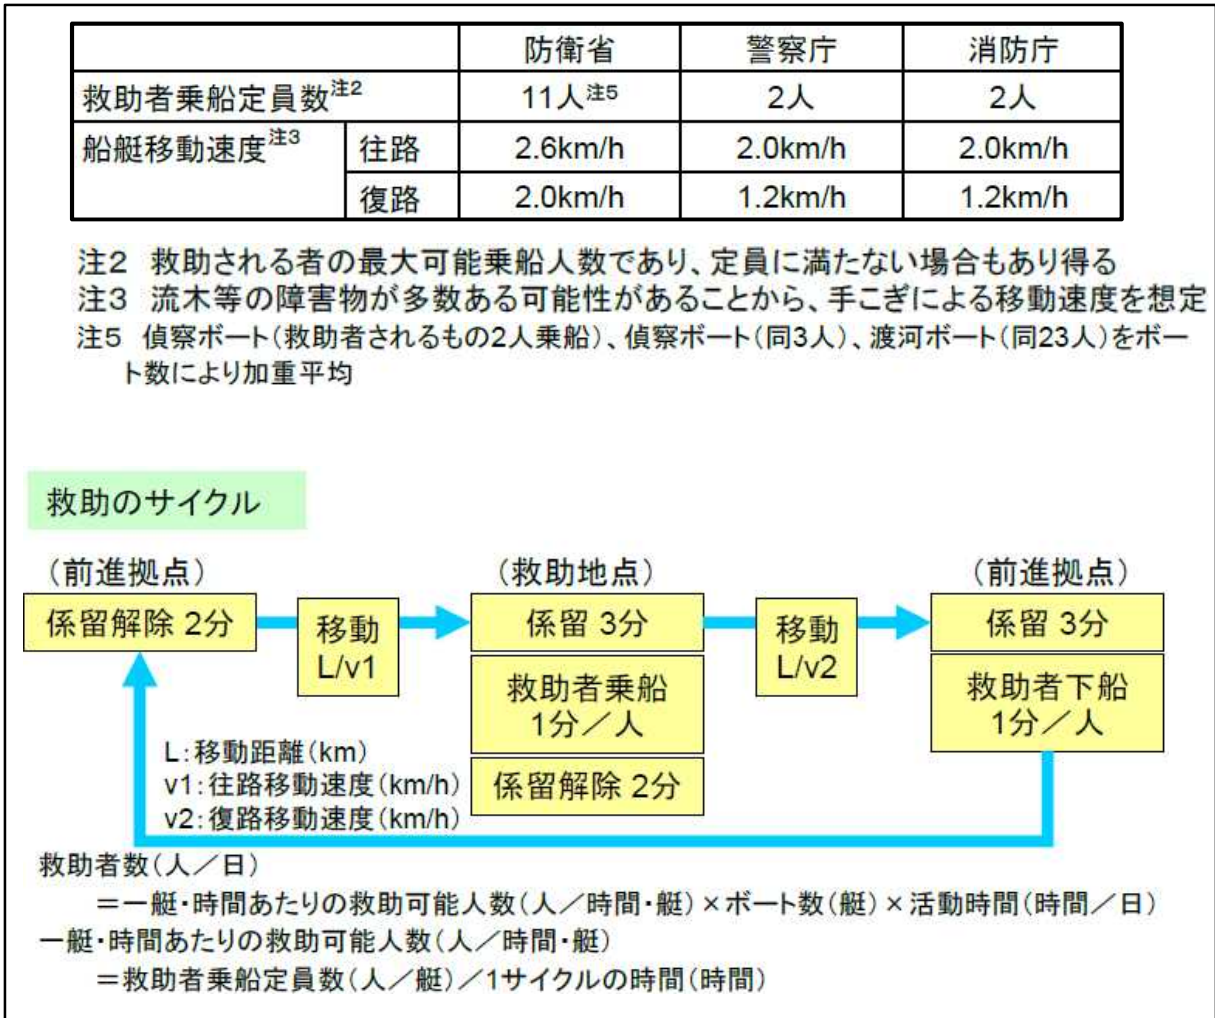 防衛省 警察庁 消防庁
救助者乗船定員数注2 11人注5 2人 2人
船艇移動速度注3 往路 2.6km/h 2.0km/h 2.0km/h
復路 2.0km/h 1.2km/h 1.2km/h
注2 救助される者の最大可能乗船人数であり、定員に満たない場合もあり得る
注3 流木等の障害物が多数ある可能性があることから、手こぎによる移動速度を想定
注5 偵察ボート(救助者されるもの2人乗船)、偵察ボート(同3人)、渡河ボート(同23人)をボー
ト数により加重平均
救助のサイクル
(前進拠点) (救助地点) (前進拠点)
係留解除 2分
移動
L/v1
係留 3分
救助者乗船
1分/人
係留解除 2分
移動
L/v2
係留 3分
救助者下船
1分/人
L:移動距離(km)
v1:往路移動速度(km/h)
v2:復路移動速度(km/h)
救助者数(人/日)
=一艇・時間あたりの救助可能人数(人/時間・艇)×ボート数(艇)×活動時間(時間/日)
一艇・時間あたりの救助可能人数(人/時間・艇)
=救助者乗船定員数(人/艇)/1サイクルの時間(時間)